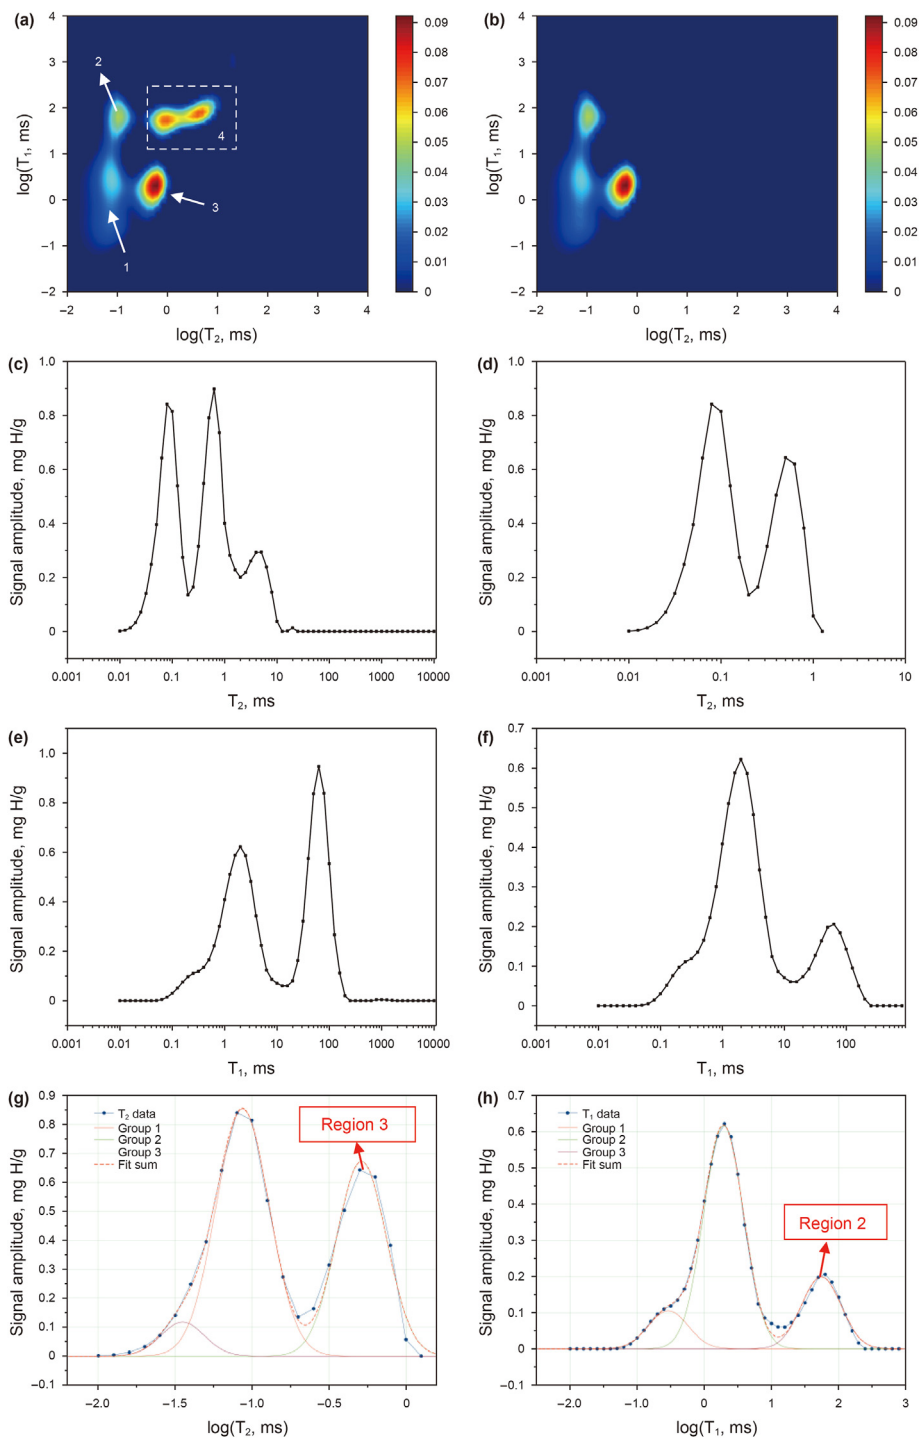 (a)
4
3
2
1
0
−1
−2
log(T1, ms)
2
4
3
1
−2
−1
0
1
2
3
4
log(T2, ms)
0.09
0.08
0.07
0.06
0.05
0.04
0.03
0.02
0.01
0
(b)
4
3
2
1
0
−1
−2
log(T1, ms)
−2
−1
0
1
2
3
4
log(T2, ms)
0.09
0.08
0.07
0.06
0.05
0.04
0.03
0.02
0.01
0
(c)
1.0
0.8
0.6
0.4
0.2
0
Signal amplitude, mg H/g
0.001 0.01 0.1 1 10 100 1000 10000
T2, ms
(d)
1.0
0.8
0.6
0.4
0.2
0
Signal amplitude, mg H/g
0.001 0.01 0.1 1 10
T2, ms
(e)
1.0
0.8
0.6
0.4
0.2
0
Signal amplitude, mg H/g
0.001 0.01 0.1 1 10 100 1000 10000
T1, ms
(f)
0.7
0.6
0.5
0.4
0.3
0.2
0.1
0
Signal amplitude, mg H/g
0.001 0.01 0.1 1 10 100
T1, ms
(g)
0.9
0.8
0.7
0.6
0.5
0.4
0.3
0.2
0.1
0
−0.1
Signal amplitude, mg H/g
T2 data
Group 1
Group 2
Group 3
Fit sum
Region 3
−2.0 −1.5 −1.0 −0.5 0
log(T2, ms)
(h)
0.7
0.6
0.5
0.4
0.3
0.2
0.1
0
−0.1
Signal amplitude, mg H/g
T1 data
Group 1
Group 2
Group 3
Fit sum
Region 2
−2.0 −1.0 0 1 2 3
log(T1, ms)